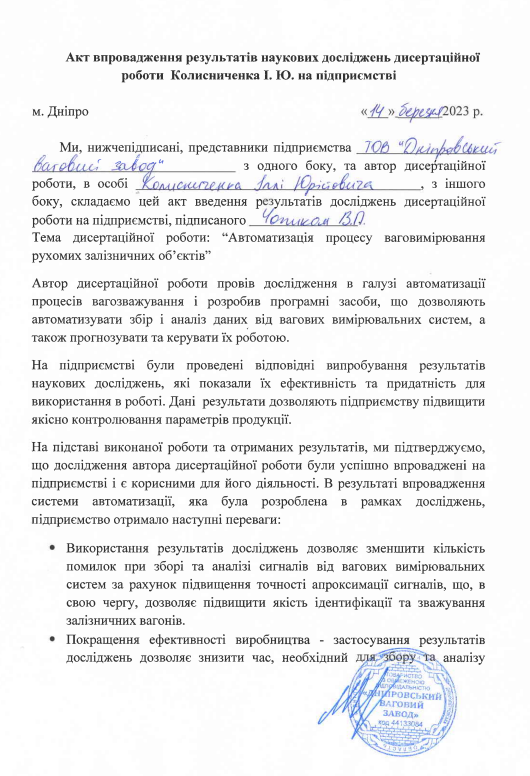 Акт впровадження результатів наукових досліджень дисертаційної
роботи Колисниченка І. Ю. на підприємстві
м. Дніпро «14» березня 2023 р.
Ми, нижчепідписані, представники підприємства ТОВ "Дніпровський
ваговий завод" з одного боку, та автор дисертаційної
роботи, в особі Колисниченка Іллі Юрійовича, з іншого
боку, складаємо цей акт введення результатів досліджень дисертаційної
роботи на підприємстві, підписаного
Тема дисертаційної роботи: “Автоматизація процесу ваговимірювання
рухомих залізничних об’єктів”
Автор дисертаційної роботи провів дослідження в галузі автоматизації
процесів вагозважування і розробив програмні засоби, що дозволяють
автоматизувати збір і аналіз даних від вагових вимірювальних систем, а
також прогнозувати та керувати їх роботою.
На підприємстві були проведені відповідні випробування результатів
наукових досліджень, які показали їх ефективність та придатність для
використання в роботі. Дані результати дозволяють підприємству підвищити
якісно контролювання параметрів продукції.
На підставі виконаної роботи та отриманих результатів, ми підтверджуємо,
що дослідження автора дисертаційної роботи були успішно впроваджені на
підприємстві і є корисними для його діяльності. В результаті впровадження
системи автоматизації, яка була розроблена в рамках досліджень,
підприємство отримало наступні переваги:
• Використання результатів досліджень дозволяє зменшити кількість
помилок при зборі та аналізі сигналів від вагових вимірювальних
систем за рахунок підвищення точності апроксимації сигналів, що, в
свою чергу, дозволяє підвищити якість ідентифікації та зважування
залізничних вагонів.
• Покращення ефективності виробництва - застосування результатів
досліджень дозволяє знизити час, необхідний для збору та аналізу
ТОВАРИСТВО
З ОБМЕЖЕНОЮ
ВІДПОВІДАЛЬНІСТЮ
«ДНІПРОВСЬКИЙ
ВАГОВИЙ
ЗАВОД»
код 44133084